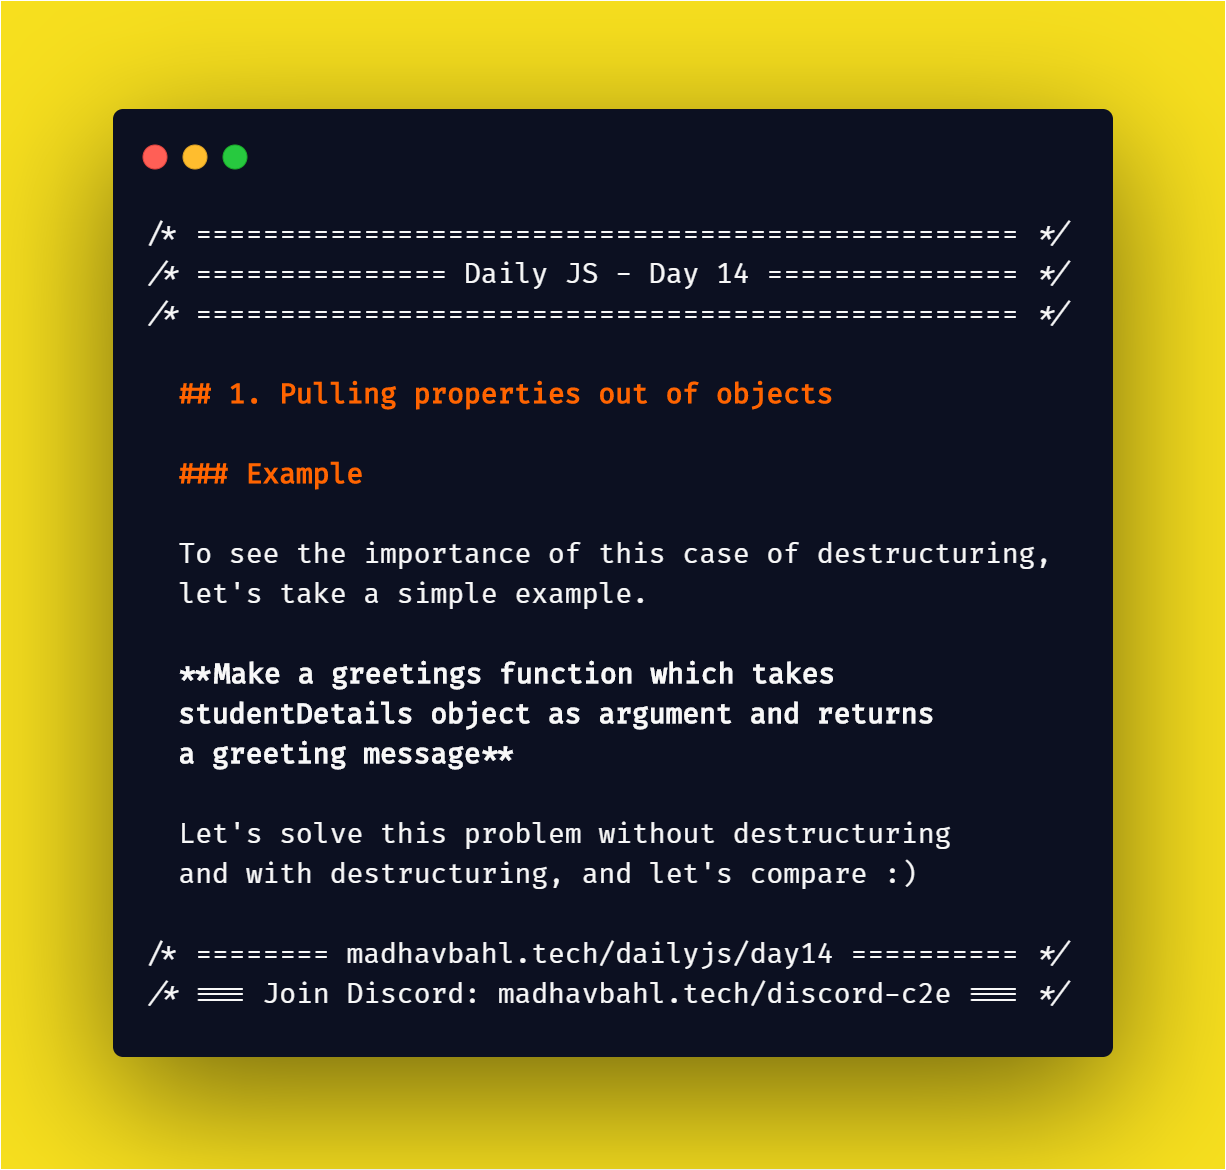 /* ================================================= */
/* =============== Daily JS - Day 14 =============== */
/* ================================================= */
## 1. Pulling properties out of objects
### Example
To see the importance of this case of destructuring,
let's take a simple example.
**Make a greetings function which takes
studentDetails object as argument and returns
a greeting message**
Let's solve this problem without destructuring
and with destructuring, and let's compare :)
/* ======== madhavbahl.tech/dailyjs/day14 ========== */
/* === Join Discord: madhavbahl.tech/discord-c2e === */